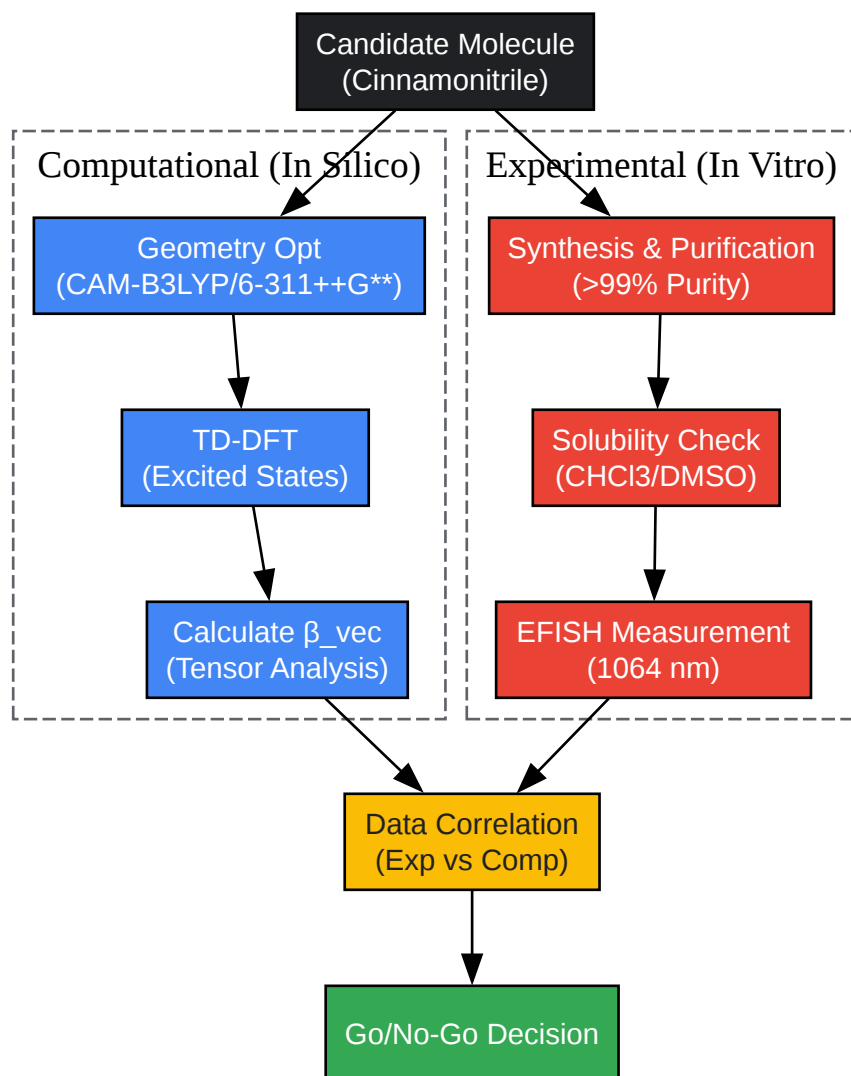 Candidate Molecule
(Cinnamonitrile)
Computational (In Silico)
Geometry Opt
(CAM-B3LYP/6-311++G**)
TD-DFT
(Excited States)
Calculate β_vec
(Tensor Analysis)
Experimental (In Vitro)
Synthesis & Purification
(>99% Purity)
Solubility Check
(CHCl3/DMSO)
EFISH Measurement
(1064 nm)
Data Correlation
(Exp vs Comp)
Go/No-Go Decision